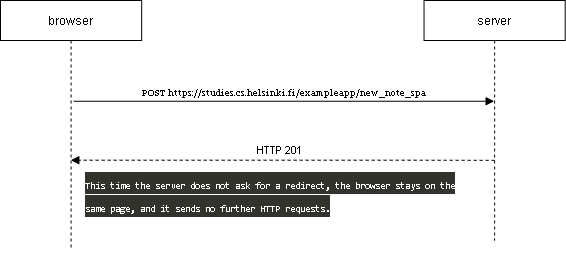 browser
server
POST https://studies.cs.helsinki.fi/exampleapp/new_note_spa
HTTP 201
This time the server does not ask for a redirect, the browser stays on the
same page, and it sends no further HTTP requests.